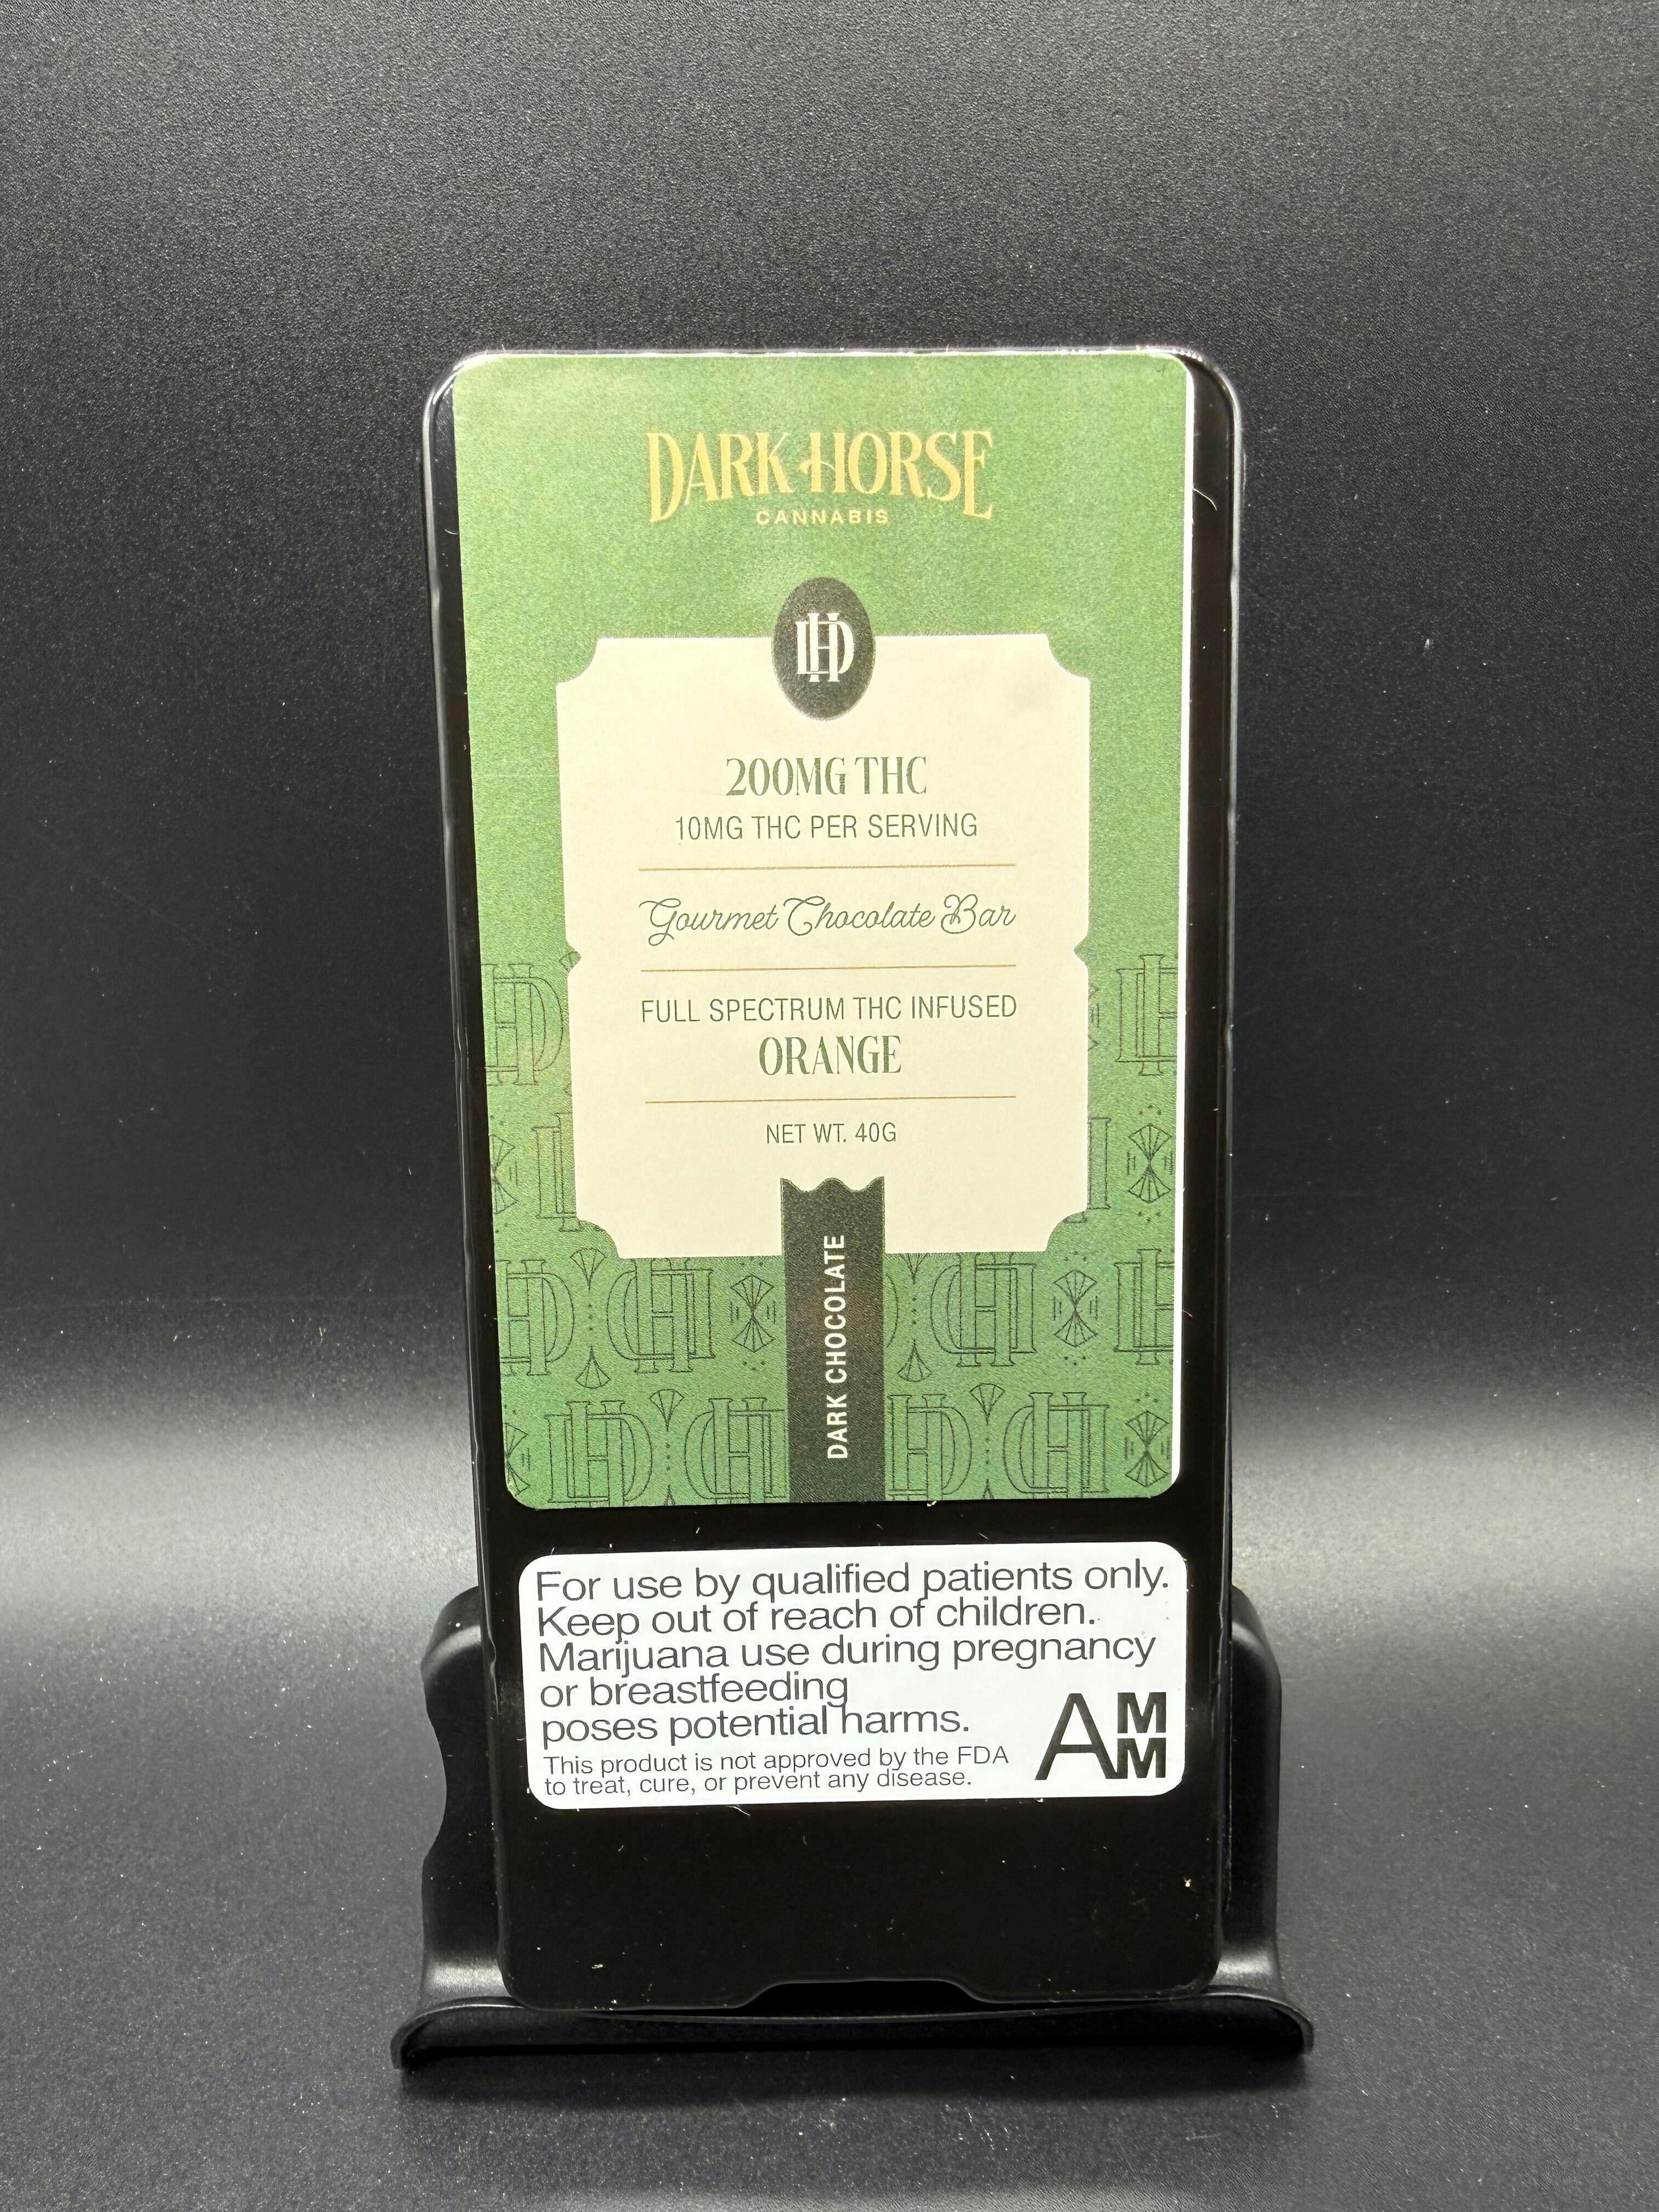 DARK HORSE
CANNABIS
DH
200MG THC
10MG THC PER SERVING
Gourmet Chocolate Bar
FULL SPECTRUM THC INFUSED
ORANGE
NET WT. 40G
DARK CHOCOLATE
For use by qualified patients only.
Keep out of reach of children.
Marijuana use during pregnancy
or breastfeeding
poses potential harms.
This product is not approved by the FDA
to treat, cure, or prevent any disease.
AMM